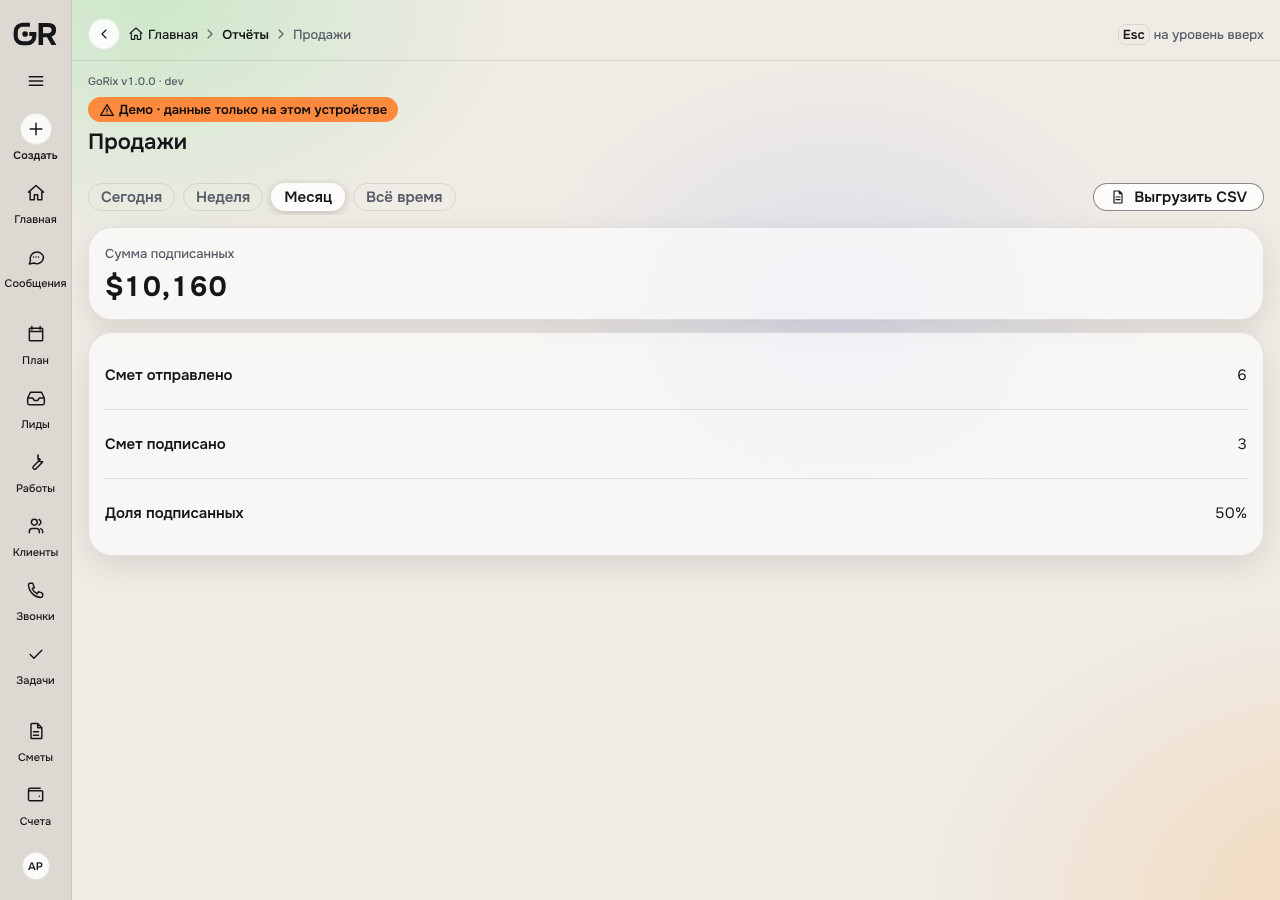 GR
Главная
Отчёты
Продажи
Esc на уровень вверх
GoRix v1.0.0 · dev
Демо · данные только на этом устройстве
Продажи
Сегодня
Неделя
Месяц
Всё время
Выгрузить CSV
Сумма подписанных
$10,160
Смет отправлено
6
Смет подписано
3
Доля подписанных
50%
Создать
Главная
Сообщения
План
Лиды
Работы
Клиенты
Звонки
Задачи
Сметы
Счета
AP